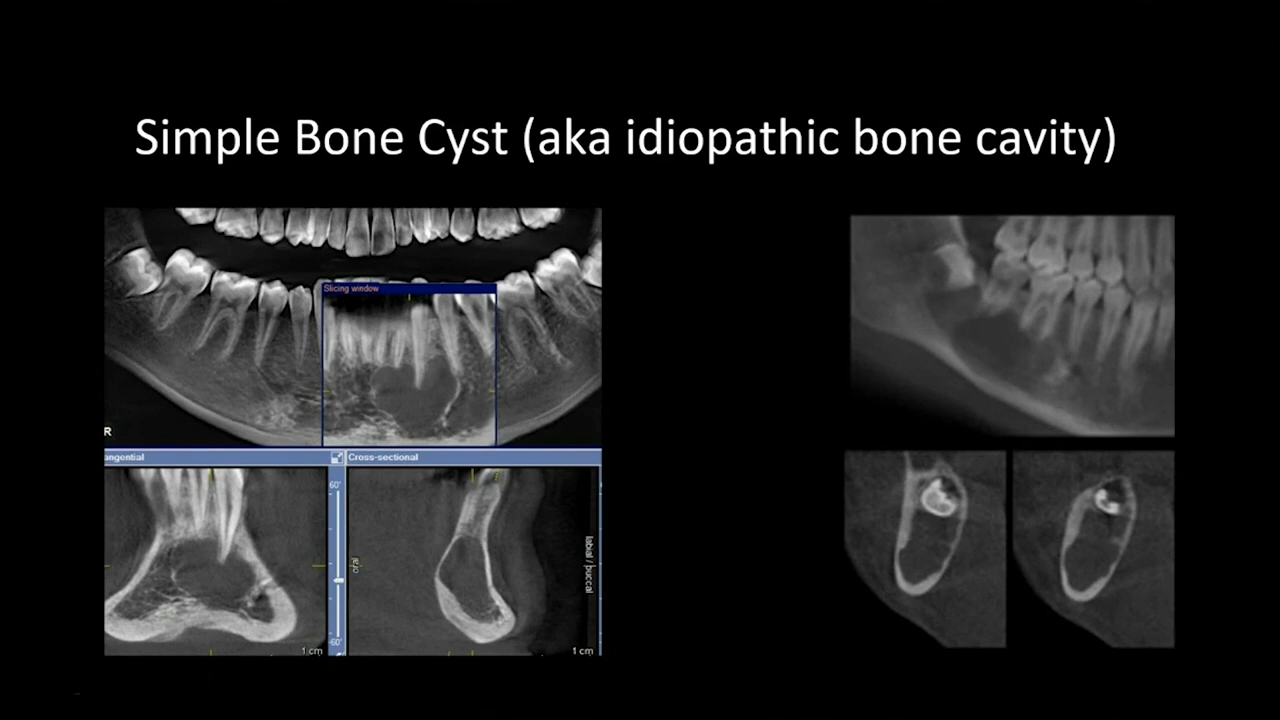 Simple Bone Cyst (aka idiopathic bone cavity)
Slicing window
R
angential
Cross-sectional
60°
oral
labial / buccal
-60°
1 cm
1 cm